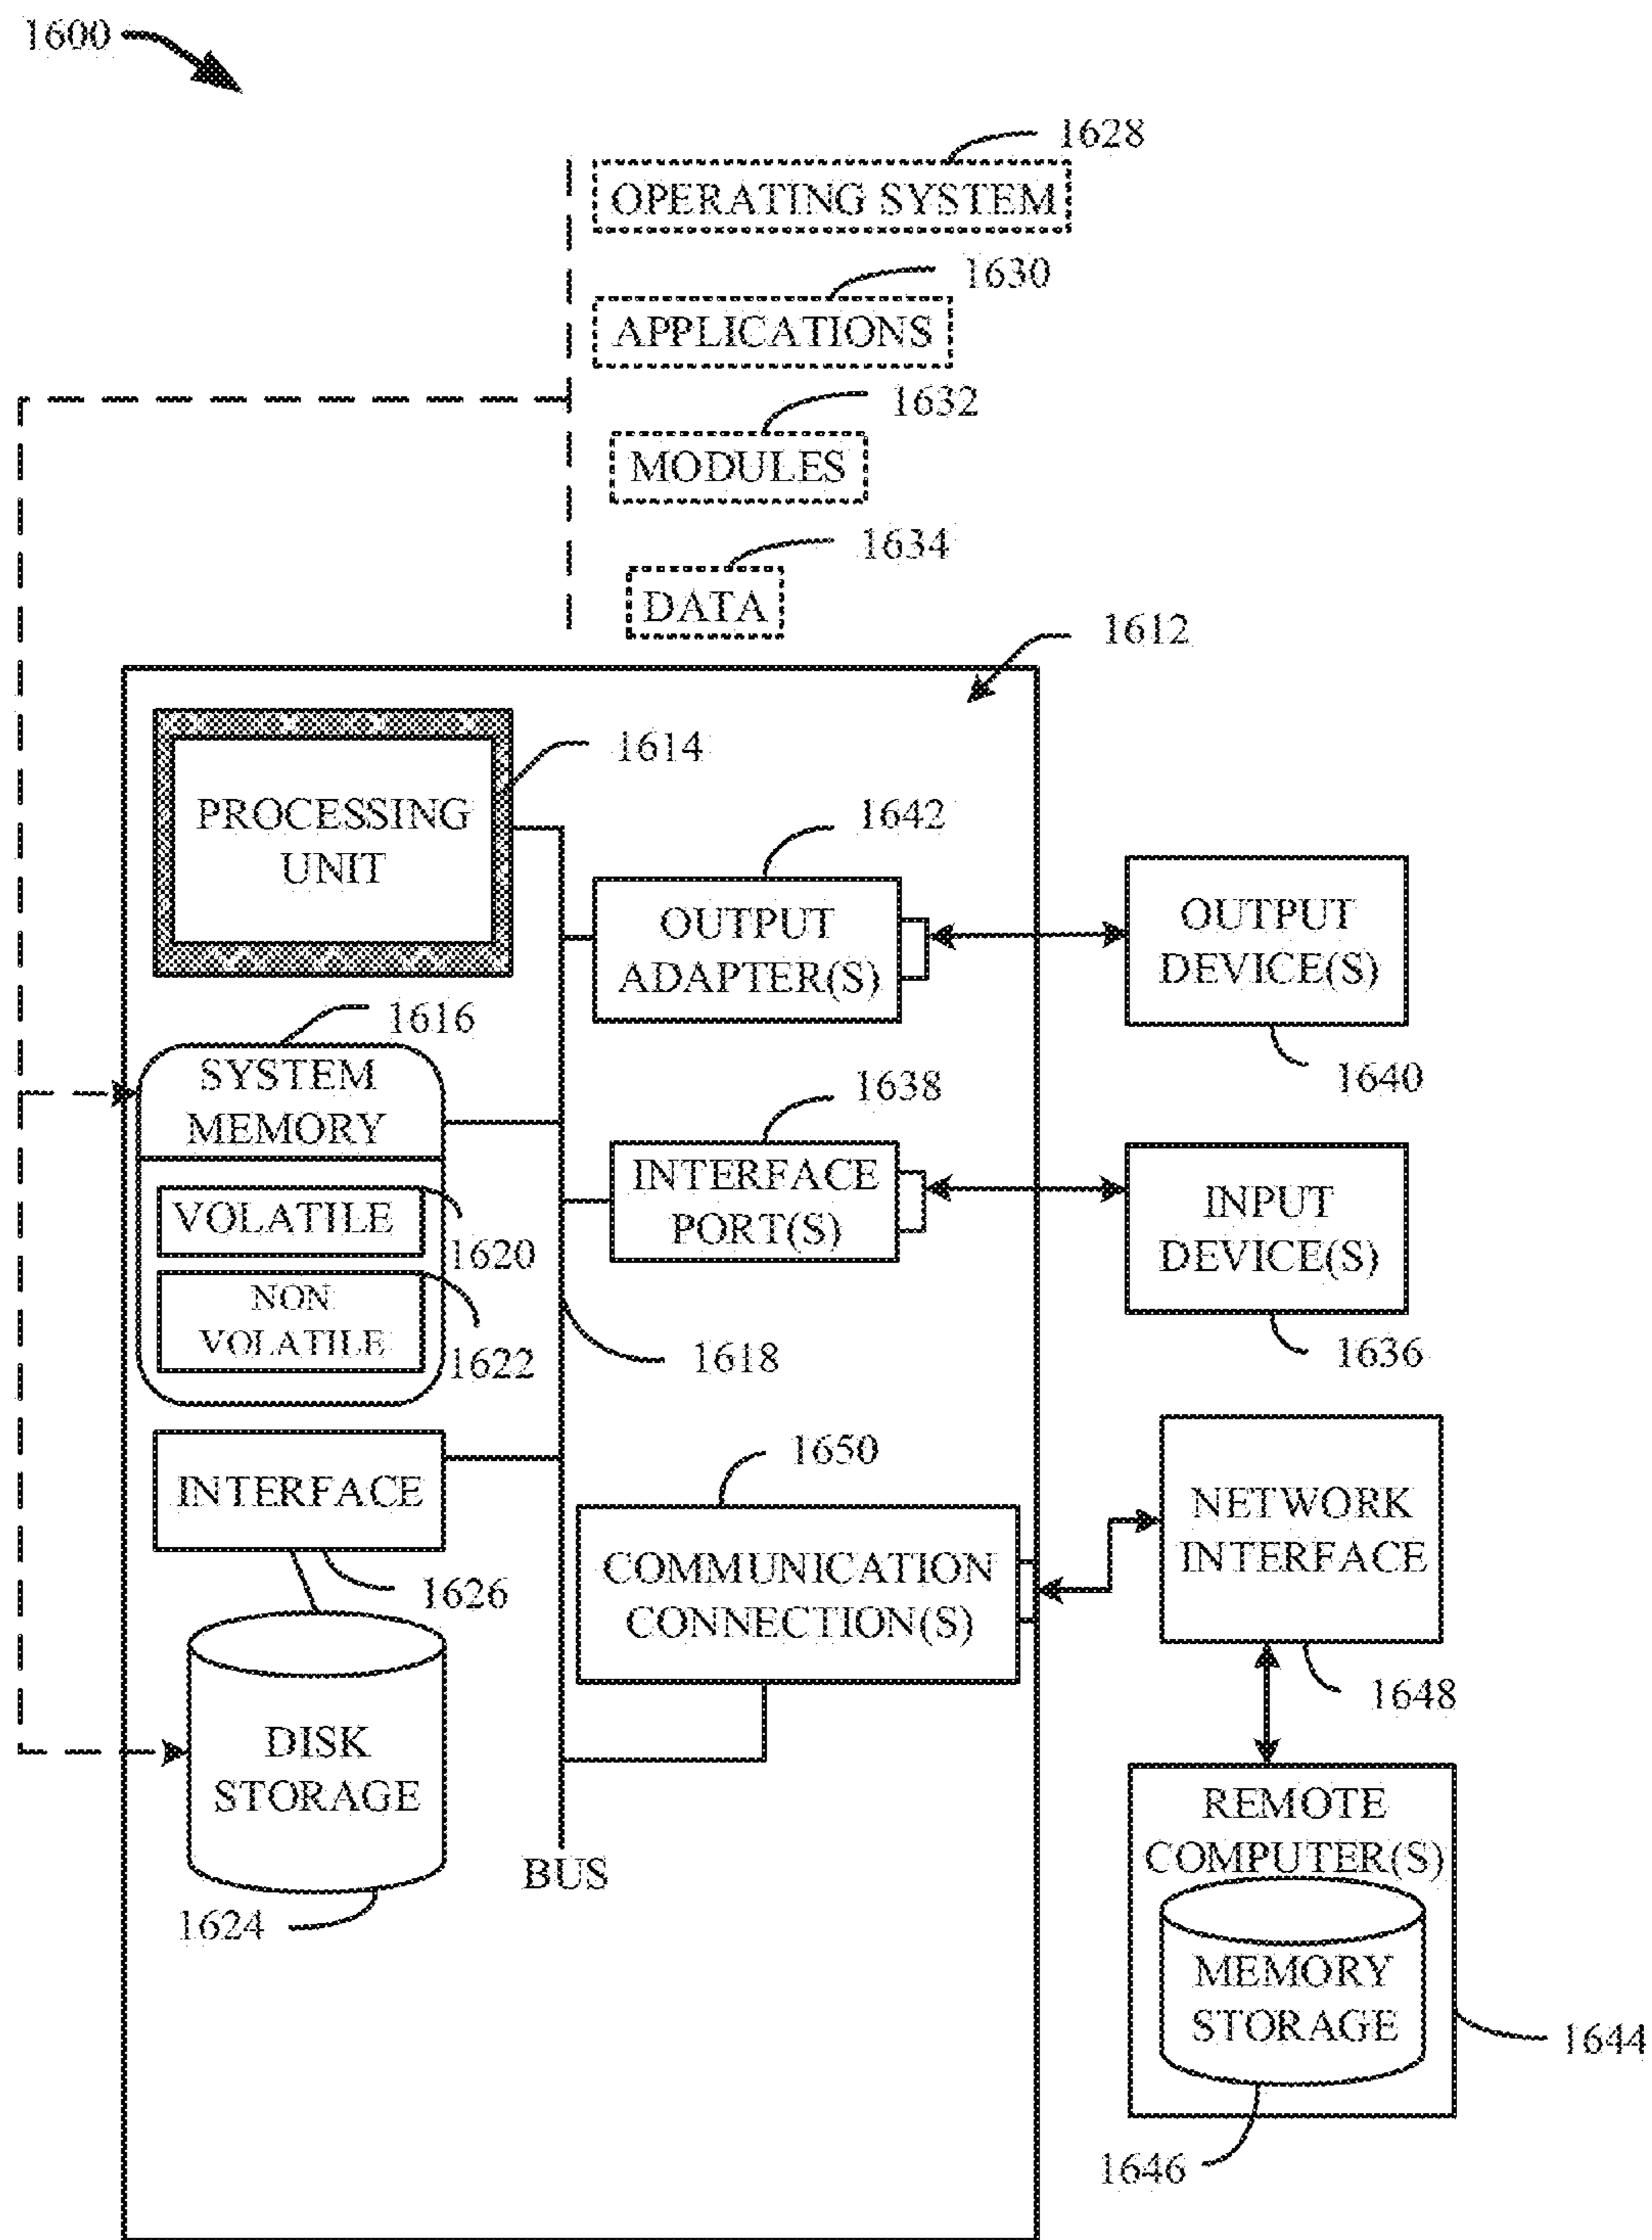 1600
1628
OPERATING SYSTEM
1630
APPLICATIONS
1632
MODULES
1634
DATA
1612
1614
PROCESSING
UNIT
1642
OUTPUT
ADAPTER(S)
OUTPUT
DEVICE(S)
1640
1616
SYSTEM
MEMORY
VOLATILE
1620
NON
VOLATILE
1622
1638
INTERFACE
PORT(S)
INPUT
DEVICE(S)
1636
1618
INTERFACE
1626
1650
COMMUNICATION
CONNECTION(S)
NETWORK
INTERFACE
1648
DISK
STORAGE
1624
BUS
REMOTE
COMPUTER(S)
MEMORY
STORAGE
1644
1646